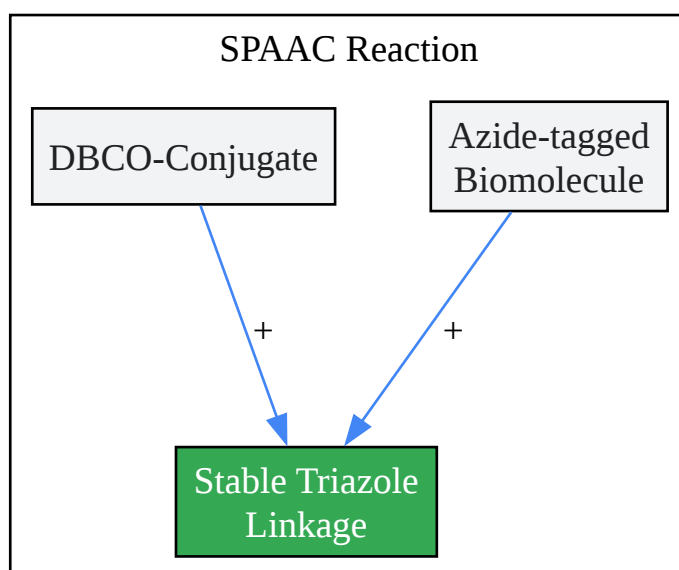 SPAAC Reaction
DBCO-Conjugate
Azide-tagged
Biomolecule
+
+
Stable Triazole
Linkage